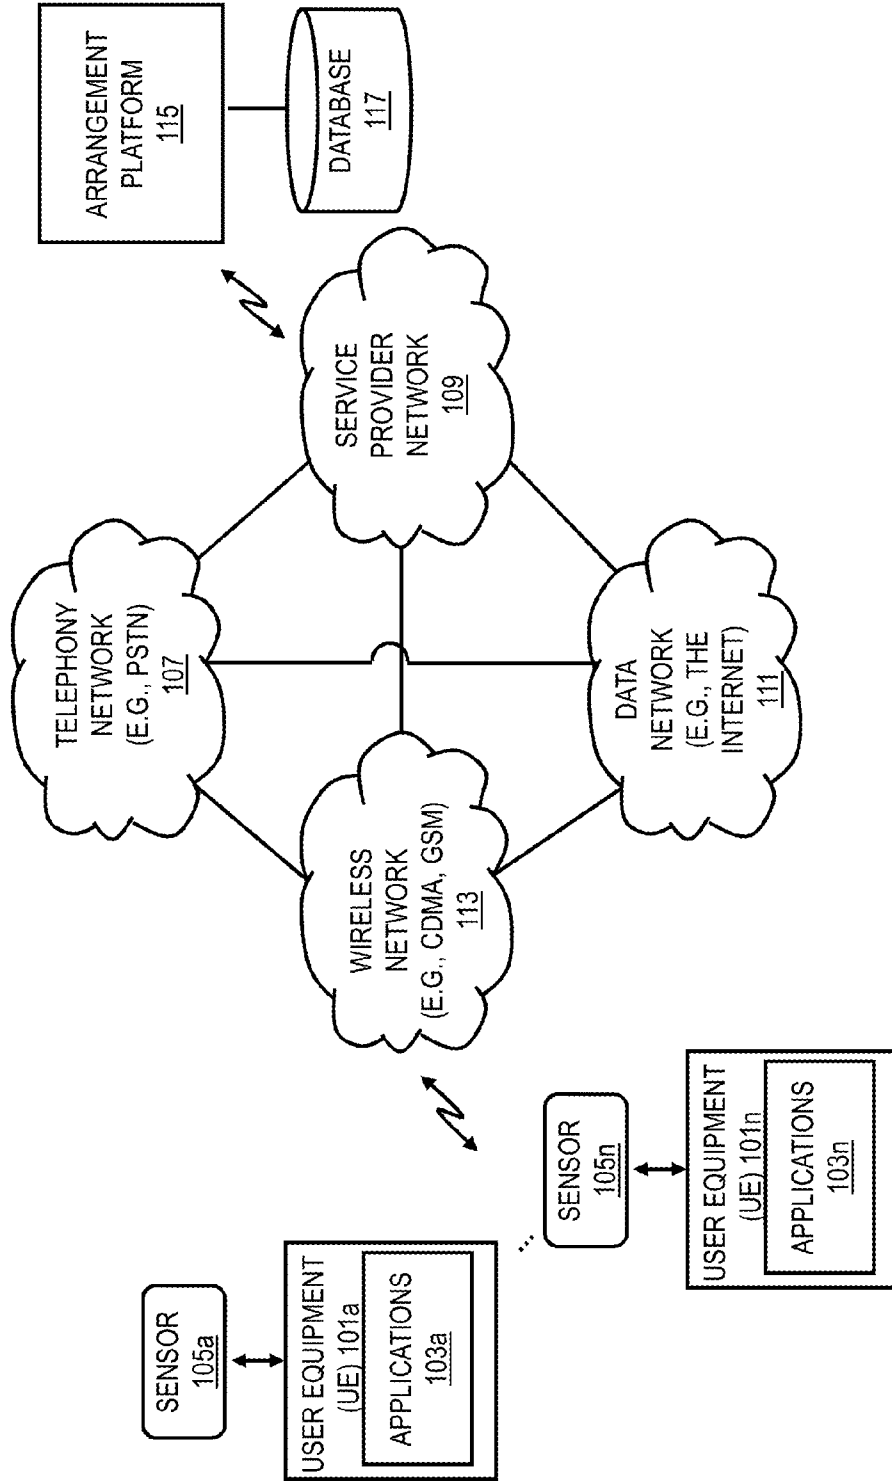 ARRANGEMENT
PLATFORM
115
DATABASE
117
TELEPHONY
NETWORK
(E.G., PSTN)
107
SERVICE
PROVIDER
NETWORK
109
WIRELESS
NETWORK
(E.G., CDMA, GSM)
113
DATA
NETWORK
(E.G., THE
INTERNET)
111
SENSOR
105a
USER EQUIPMENT
(UE) 101a
APPLICATIONS
103a
...
SENSOR
105n
USER EQUIPMENT
(UE) 101n
APPLICATIONS
103n